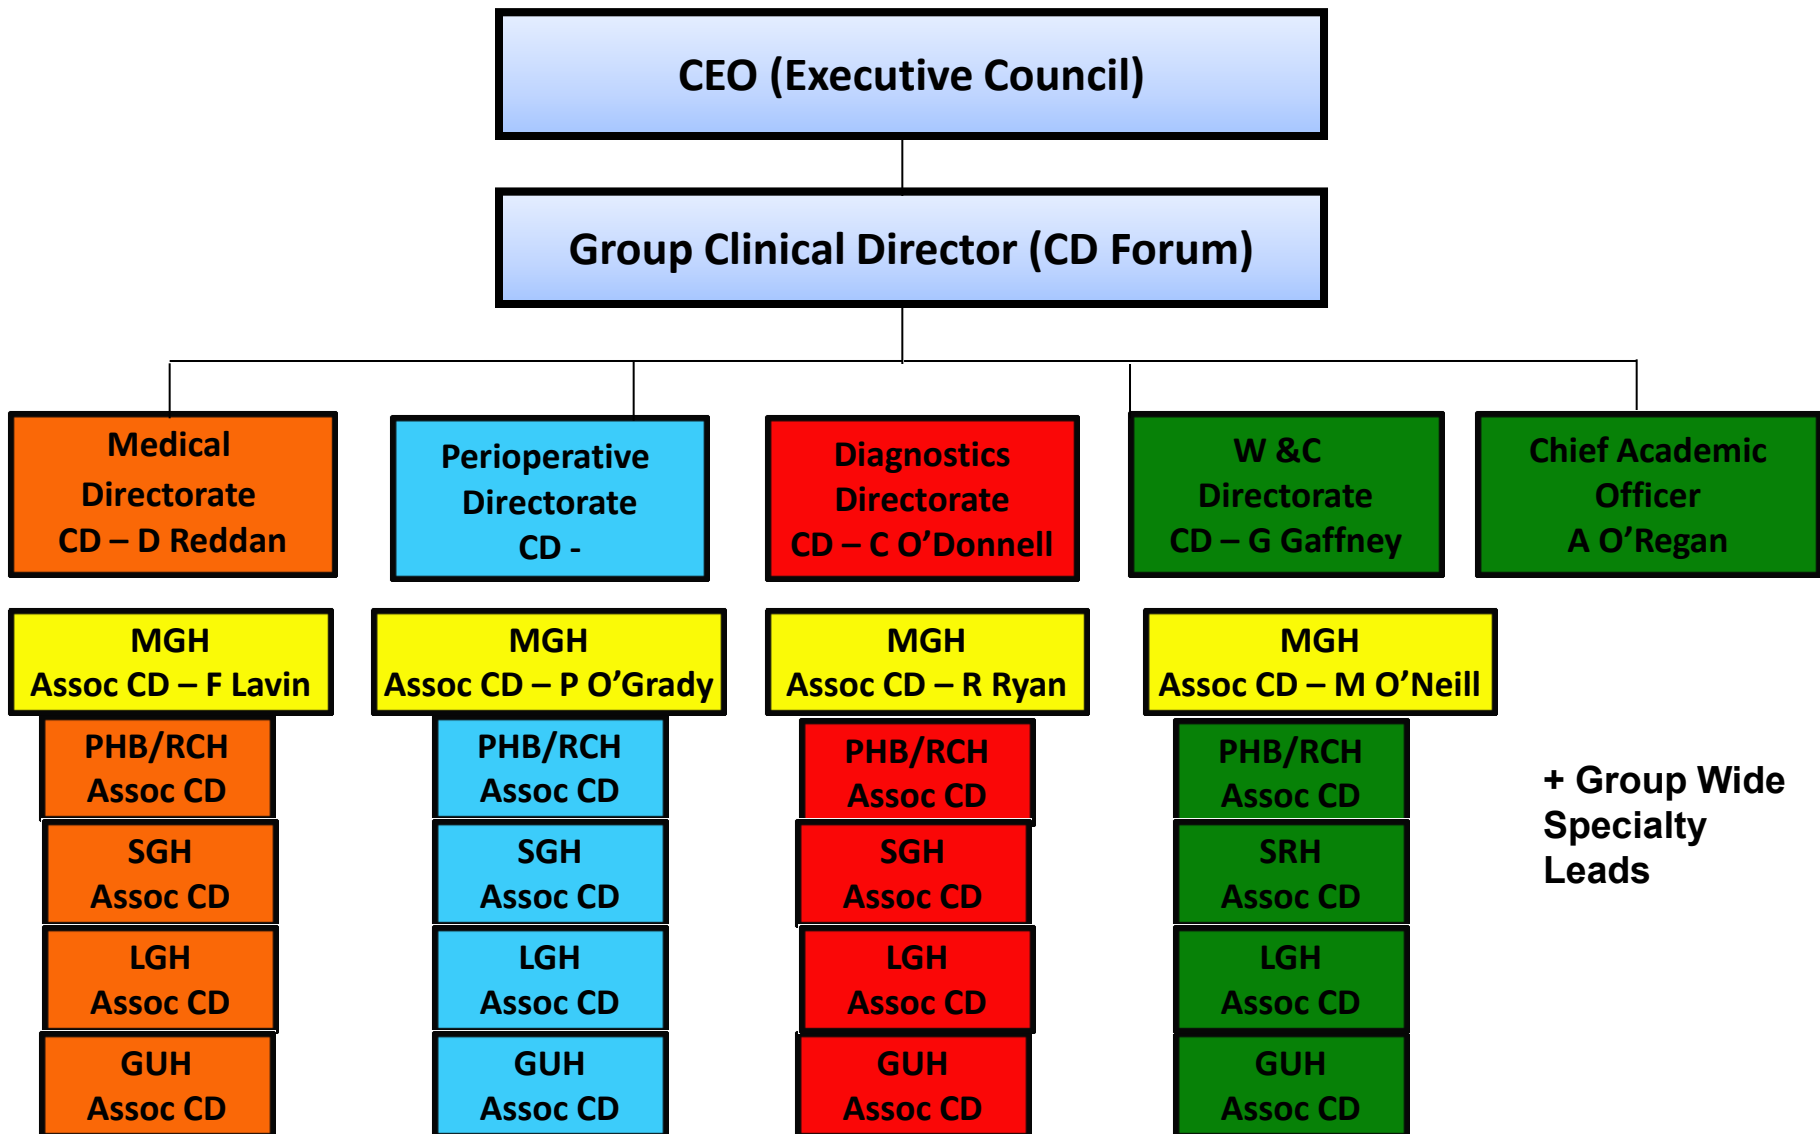 CEO (Executive Council)
Group Clinical Director (CD Forum)
Medical
Directorate
CD – D Reddan
Perioperative
Directorate
CD -
Diagnostics
Directorate
CD – C O’Donnell
W &C
Directorate
CD – G Gaffney
Chief Academic
Officer
A O’Regan
MGH
Assoc CD – F Lavin
PHB/RCH
Assoc CD
SGH
Assoc CD
LGH
Assoc CD
GUH
Assoc CD
MGH
Assoc CD – P O’Grady
PHB/RCH
Assoc CD
SGH
Assoc CD
LGH
Assoc CD
GUH
Assoc CD
MGH
Assoc CD – R Ryan
PHB/RCH
Assoc CD
SGH
Assoc CD
LGH
Assoc CD
GUH
Assoc CD
MGH
Assoc CD – M O’Neill
PHB/RCH
Assoc CD
SRH
Assoc CD
LGH
Assoc CD
GUH
Assoc CD
+ Group Wide
Specialty
Leads